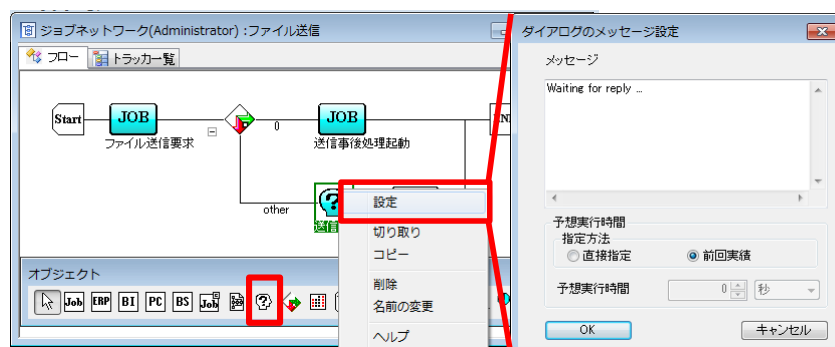 ジョブネットワーク(Administrator) :ファイル送信
フロー
トラッカー一覧
Start
JOB
ファイル送信要求
0
JOB
送信事後処理起動
other
設定
切り取り
コピー
削除
名前の変更
ヘルプ
オブジェクト
Job
ERP
BI
PC
BS
Job
ダイアログのメッセージ設定
メッセージ
Waiting for reply ...
予想実行時間
指定方法
直接指定
前回実績
予想実行時間
0
秒
OK
キャンセル